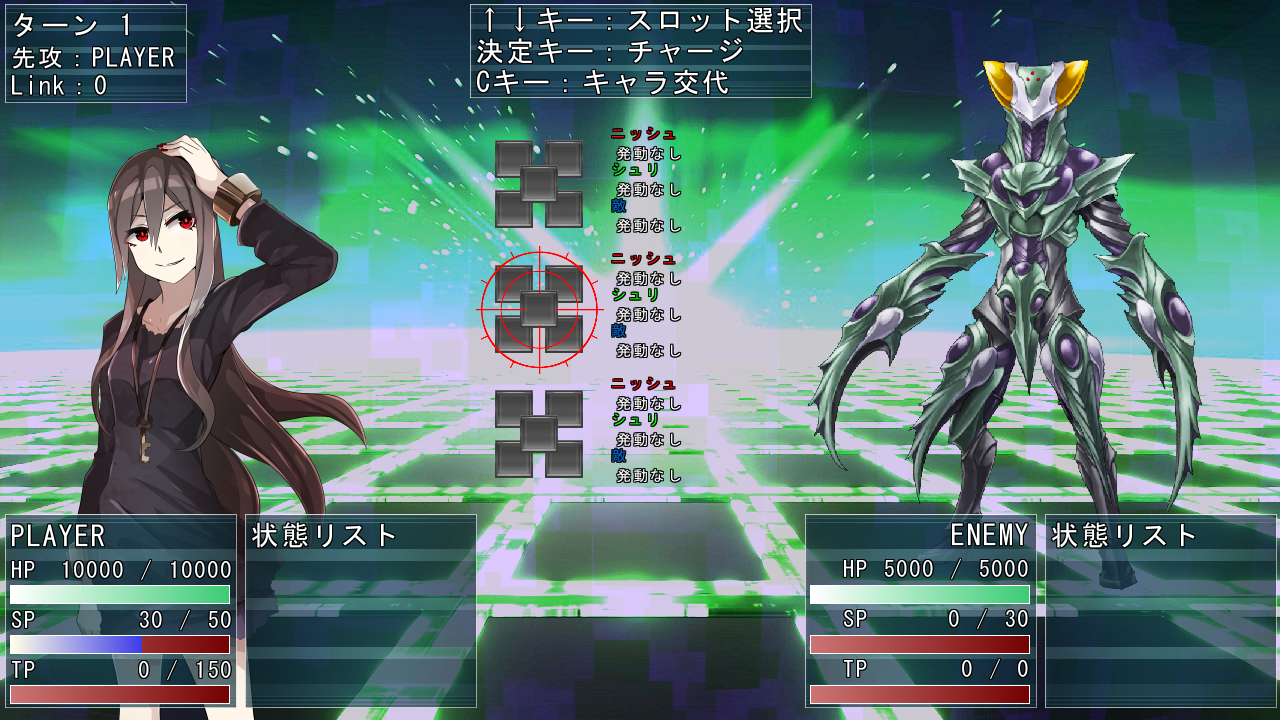 ターン 1
先攻：PLAYER
Link：0
↑↓キー：スロット選択
決定キー：チャージ
Cキー：キャラ交代
ニッシュ
発動なし
シュリ
発動なし
敵
発動なし
ニッシュ
発動なし
シュリ
発動なし
敵
発動なし
ニッシュ
発動なし
シュリ
発動なし
敵
発動なし
PLAYER
HP 10000 / 10000
SP 30 / 50
TP 0 / 150
状態リスト
ENEMY
HP 5000 / 5000
SP 0 / 30
TP 0 / 0
状態リスト